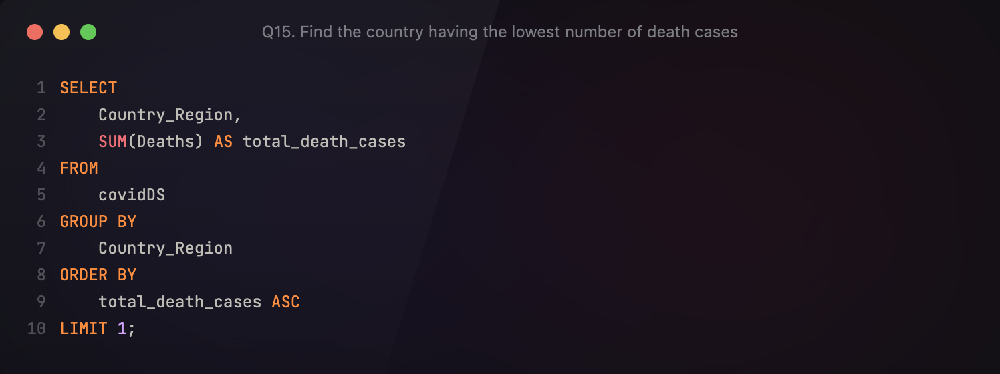 Q15. Find the country having the lowest number of death cases
1 SELECT
2     Country_Region,
3     SUM(Deaths) AS total_death_cases
4 FROM
5     covidDS
6 GROUP BY
7     Country_Region
8 ORDER BY
9     total_death_cases ASC
10 LIMIT 1;